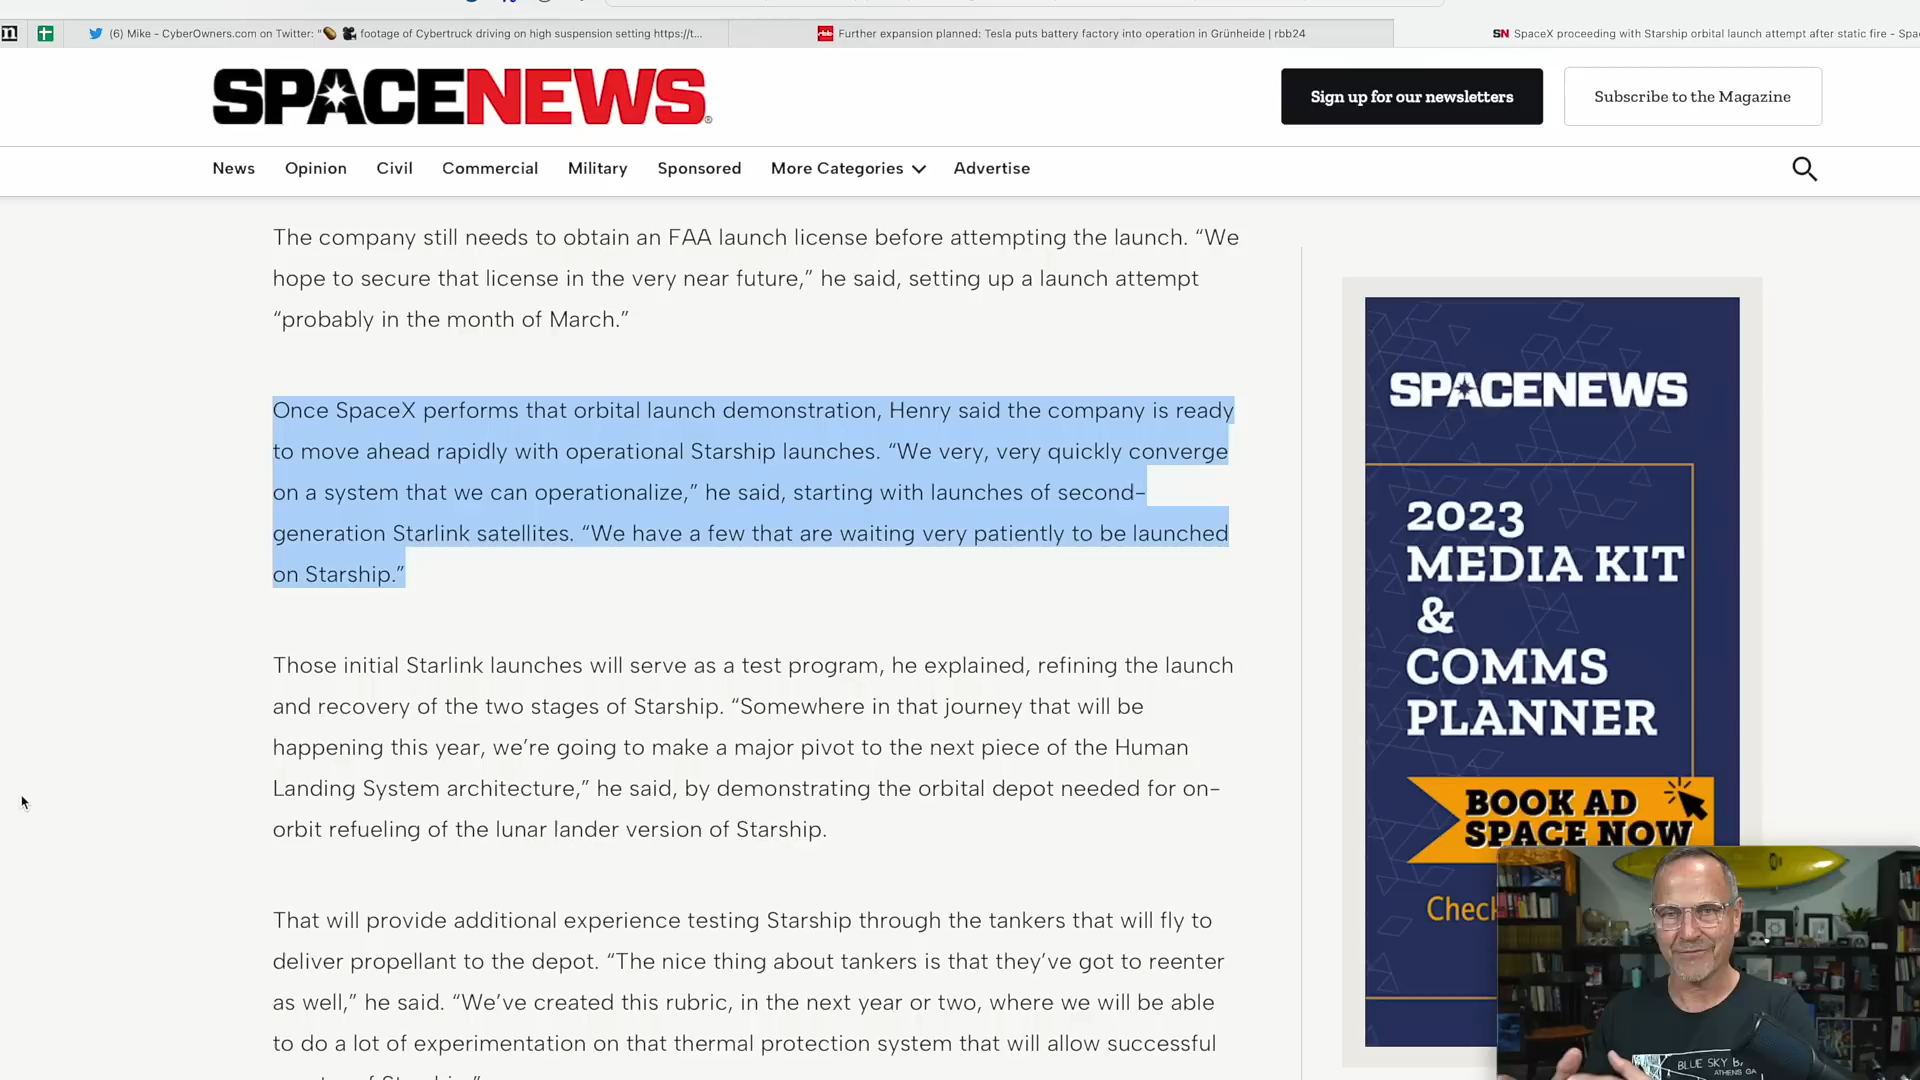 (6) Mike - CyberOwners.com on Twitter: "🥔 🎥 footage of Cybertruck driving on high suspension setting https://t...
rbb Further expansion planned: Tesla puts battery factory into operation in Grünheide | rbb24
SN SpaceX proceeding with Starship orbital launch attempt after static fire - Spac
SPACENEWS®
Sign up for our newsletters
Subscribe to the Magazine
News Opinion Civil Commercial Military Sponsored More Categories Advertise
The company still needs to obtain an FAA launch license before attempting the launch. “We
hope to secure that license in the very near future,” he said, setting up a launch attempt
“probably in the month of March.”
Once SpaceX performs that orbital launch demonstration, Henry said the company is ready
to move ahead rapidly with operational Starship launches. “We very, very quickly converge
on a system that we can operationalize,” he said, starting with launches of second-
generation Starlink satellites. “We have a few that are waiting very patiently to be launched
on Starship.”
Those initial Starlink launches will serve as a test program, he explained, refining the launch
and recovery of the two stages of Starship. “Somewhere in that journey that will be
happening this year, we’re going to make a major pivot to the next piece of the Human
Landing System architecture,” he said, by demonstrating the orbital depot needed for on-
orbit refueling of the lunar lander version of Starship.
That will provide additional experience testing Starship through the tankers that will fly to
deliver propellant to the depot. “The nice thing about tankers is that they’ve got to reenter
as well,” he said. “We’ve created this rubric, in the next year or two, where we will be able
to do a lot of experimentation on that thermal protection system that will allow successful
SPACENEWS
2023
MEDIA KIT
&
COMMS
PLANNER
BOOK AD
SPACE NOW
Check
BLUE SKY B
ATHENS GA